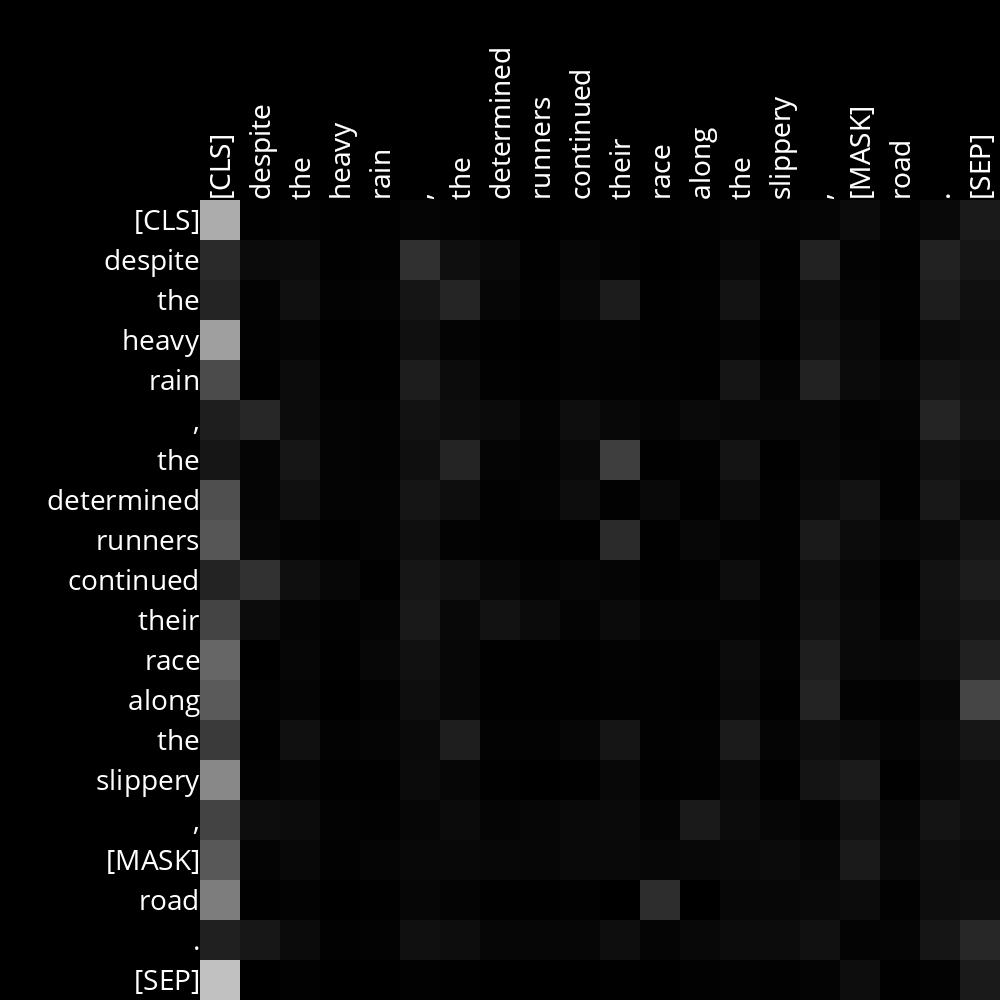 [CLS] despite the heavy rain , the determined runners continued their race along the slippery , [MASK] road . [SEP]
[CLS]
despite
the
heavy
rain
,
the
determined
runners
continued
their
race
along
the
slippery
,
[MASK]
road
.
[SEP]